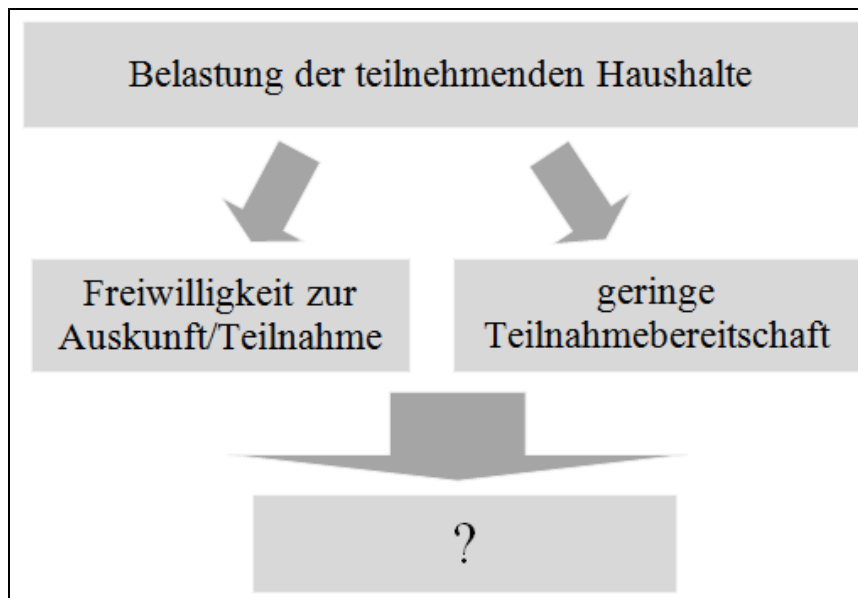 Belastung der teilnehmenden Haushalte
Freiwilligkeit zur
Auskunft/Teilnahme
geringe
Teilnahmebereitschaft
?